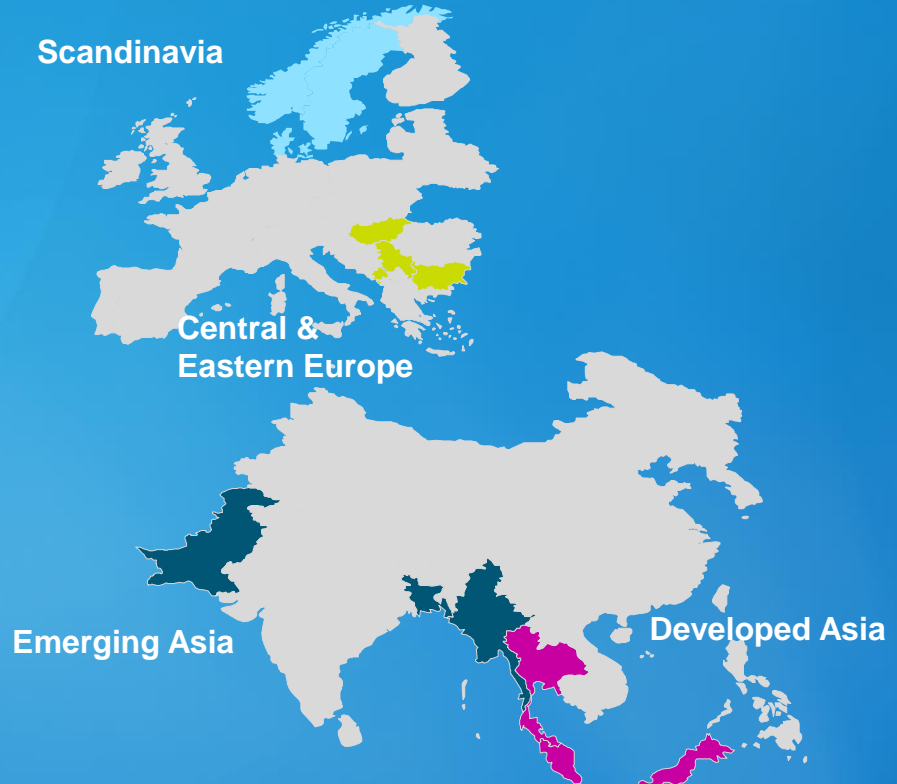 Scandinavia
Central &
Eastern Europe
Emerging Asia
Developed Asia